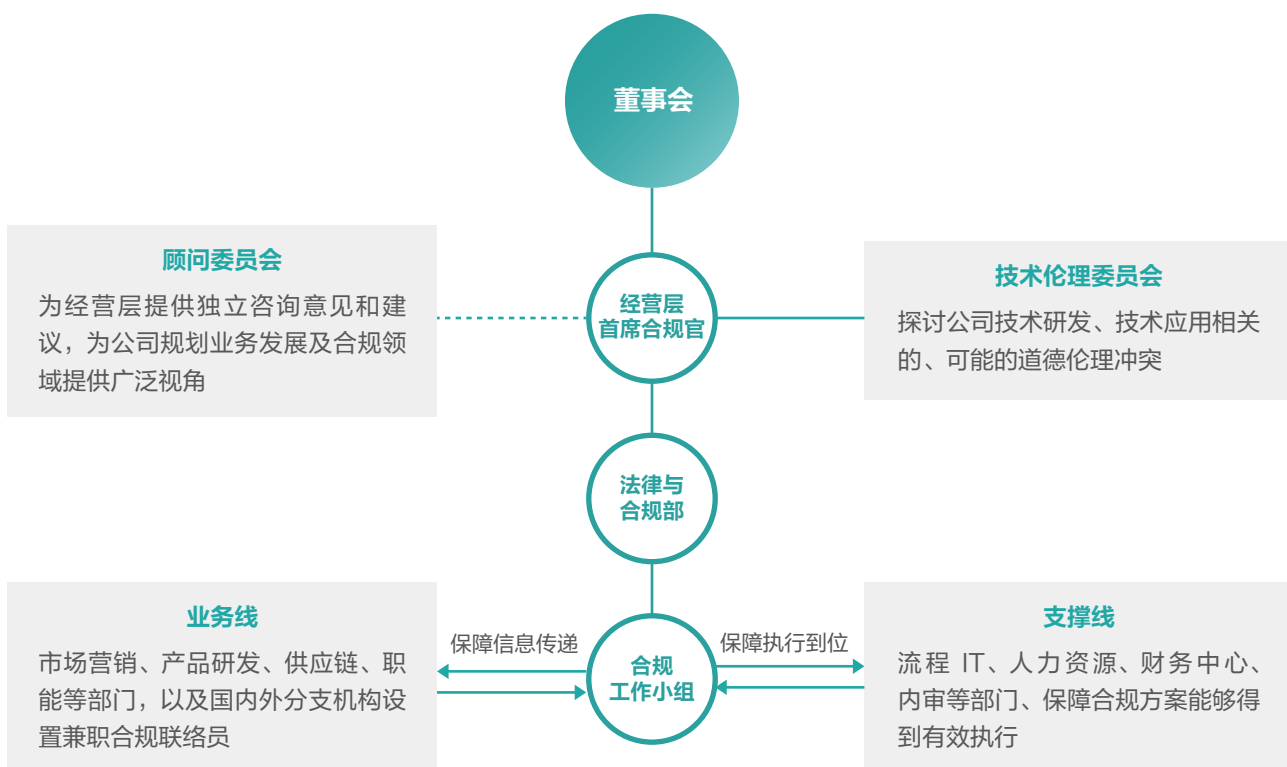 董事会
顾问委员会
为经营层提供独立咨询意见和建
议，为公司规划业务发展及合规领
域提供广泛视角
经营层
首席合规官
技术伦理委员会
探讨公司技术研发、技术应用相关
的、可能的道德伦理冲突
法律与
合规部
业务线
市场营销、产品研发、供应链、职
能等部门，以及国内外分支机构设
置兼职合规联络员
保障信息传递
合规
工作小组
保障执行到位
支撑线
流程 IT、人力资源、财务中心、
内审等部门、保障合规方案能够得
到有效执行